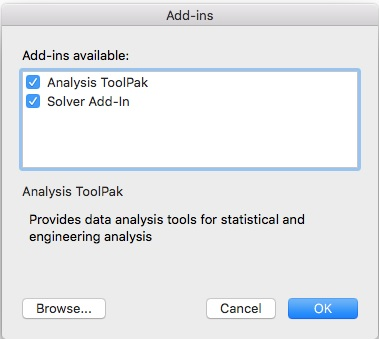 Add-ins
Add-ins available:
Analysis ToolPak
Solver Add-In
Analysis ToolPak
Provides data analysis tools for statistical and
engineering analysis
Browse... Cancel OK